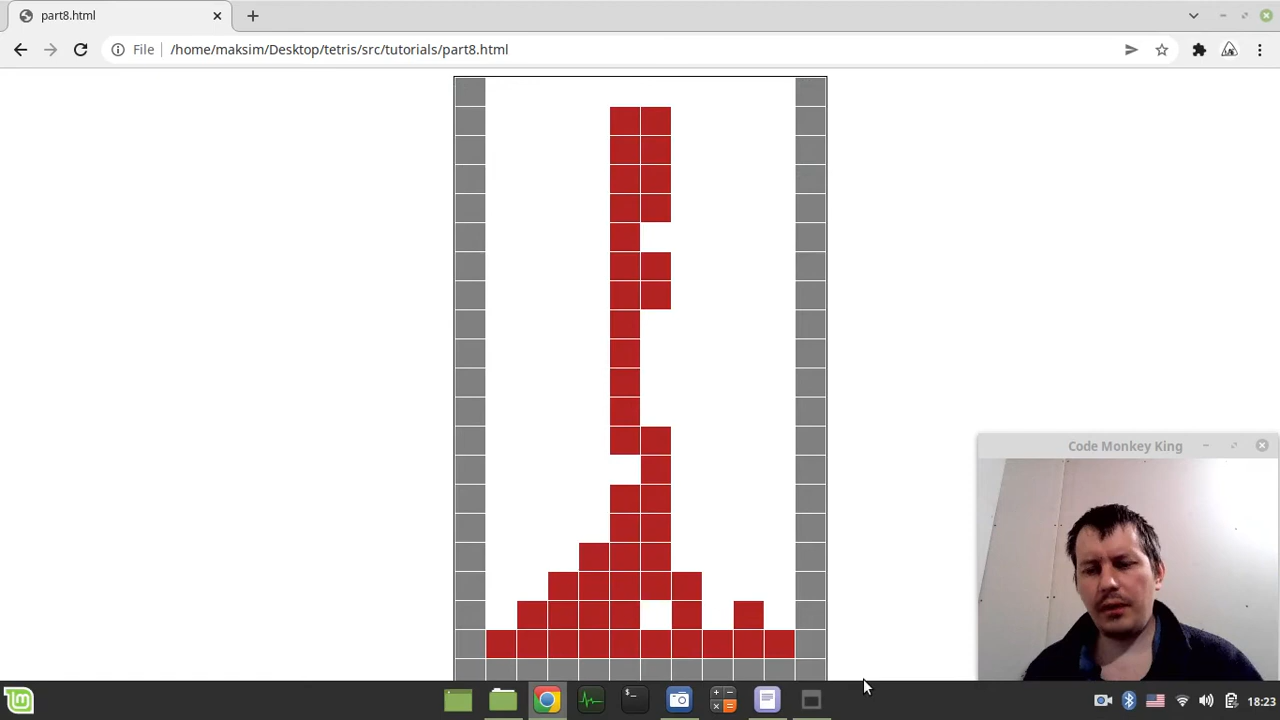 part8.html
File
/home/maksim/Desktop/tetris/src/tutorials/part8.html
Code Monkey King
18:23